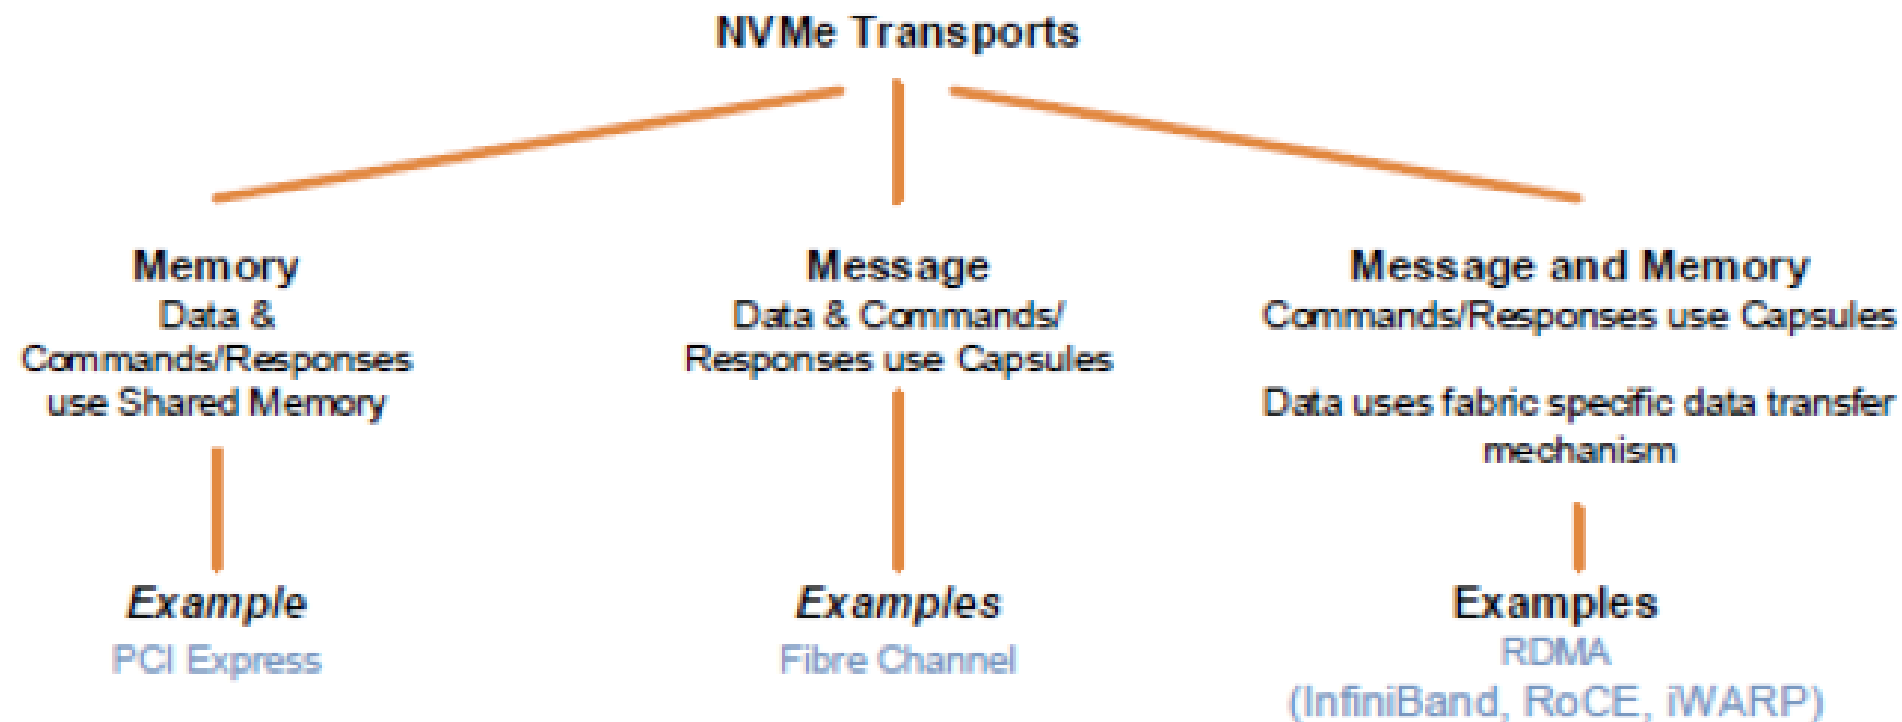 NVMe Transports
Memory
Data &
Commands/Responses
use Shared Memory
Example
PCI Express
Message
Data & Commands/
Responses use Capsules
Examples
Fibre Channel
Message and Memory
Commands/Responses use Capsules
Data uses fabric specific data transfer
mechanism
Examples
RDMA
(InfiniBand, RoCE, iWARP)